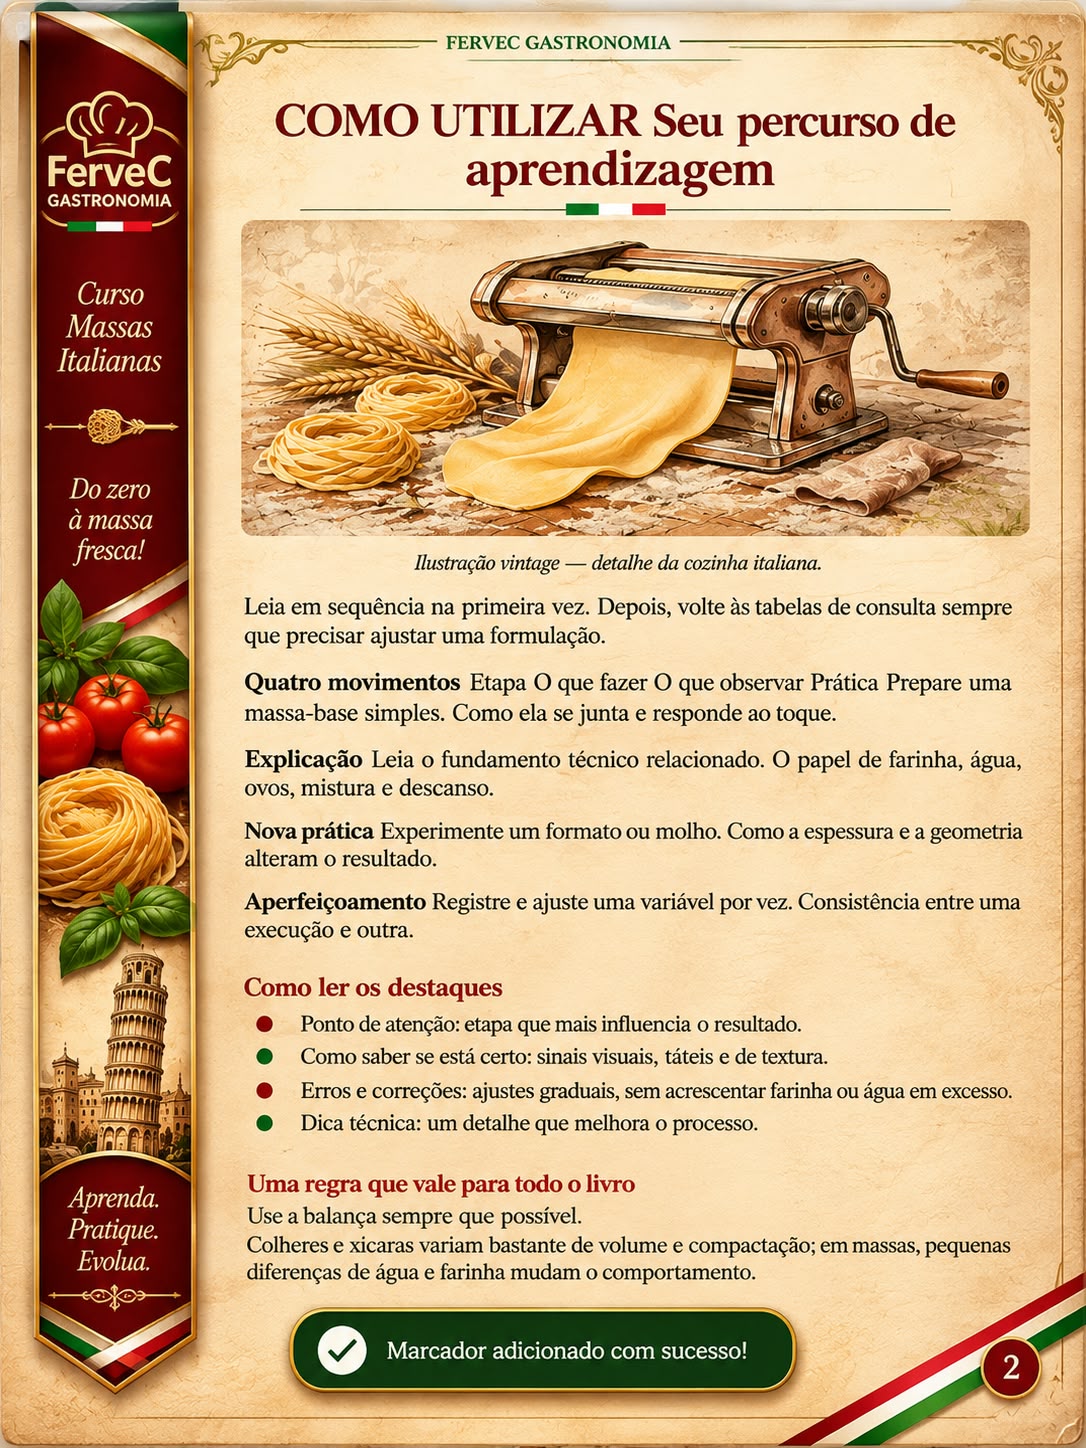 FERVEC GASTRONOMIA
COMO UTILIZAR Seu percurso de
aprendizagem
FerveC
GASTRONOMIA
Curso
Massas
Italianas
Do zero
à massa
fresca!
Ilustração vintage — detalhe da cozinha italiana.
Leia em sequência na primeira vez. Depois, volte às tabelas de consulta sempre
que precisar ajustar uma formulação.
Quatro movimentos Etapa O que fazer O que observar Prática Prepare uma
massa-base simples. Como ela se junta e responde ao toque.
Explicação Leia o fundamento técnico relacionado. O papel de farinha, água,
ovos, mistura e descanso.
Nova prática Experimente um formato ou molho. Como a espessura e a geometria
alteram o resultado.
Aperfeiçoamento Registre e ajuste uma variável por vez. Consistência entre uma
execução e outra.
Como ler os destaques
Ponto de atenção: etapa que mais influencia o resultado.
Como saber se está certo: sinais visuais, táteis e de textura.
Erros e correções: ajustes graduais, sem acrescentar farinha ou água em excesso.
Dica técnica: um detalhe que melhora o processo.
Uma regra que vale para todo o livro
Use a balança sempre que possível.
Colheres e xicaras variam bastante de volume e compactação; em massas, pequenas
diferenças de água e farinha mudam o comportamento.
Aprenda.
Pratique.
Evolua.
Marcador adicionado com sucesso!
2